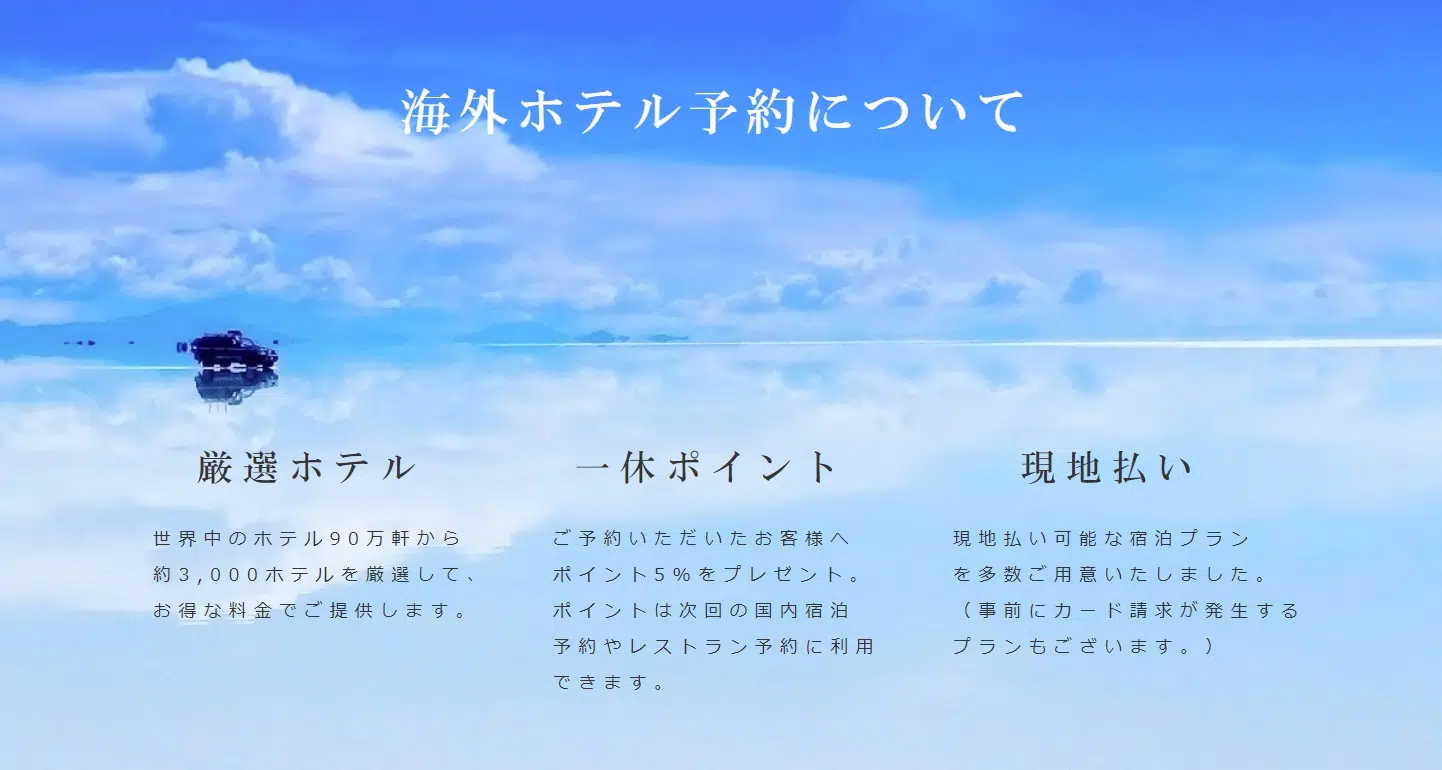 海外ホテル予約について
厳選ホテル
世界中のホテル90万軒から
約3,000ホテルを厳選して、
お得な料金でご提供します。
一休ポイント
ご予約いただいたお客様へ
ポイント5%をプレゼント。
ポイントは次回の国内宿泊
予約やレストラン予約に利用
できます。
現地払い
現地払い可能な宿泊プラン
を多数ご用意いたしました。
（事前にカード請求が発生する
プランもございます。）